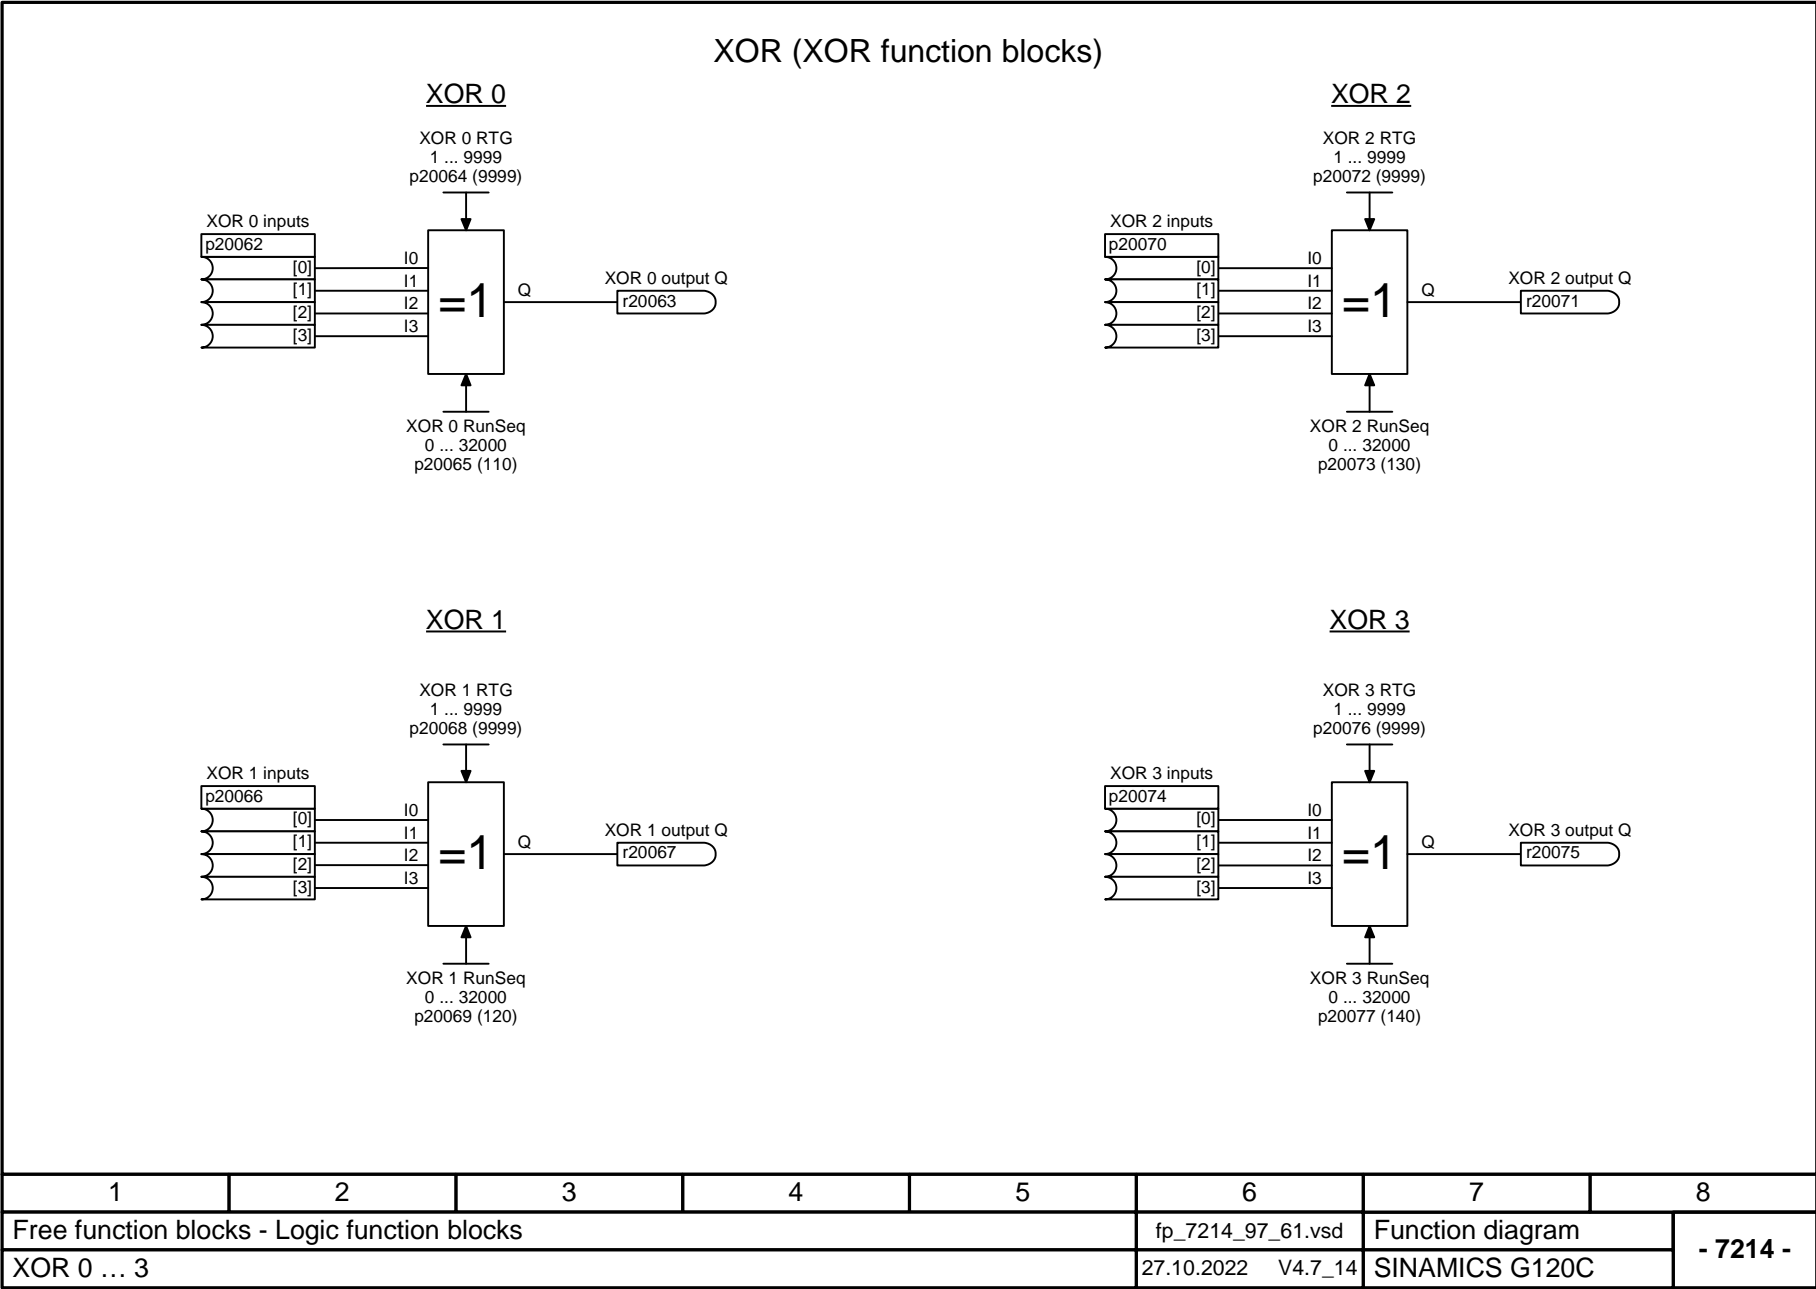 XOR (XOR function blocks)
XOR 0
XOR 0 RTG
1 ... 9999
p20064 (9999)
XOR 0 inputs
p20062
[0]
[1]
[2]
[3]
I0
I1
I2
I3
=1
Q
XOR 0 output Q
r20063
XOR 0 RunSeq
0 ... 32000
p20065 (110)
XOR 2
XOR 2 RTG
1 ... 9999
p20072 (9999)
XOR 2 inputs
p20070
[0]
[1]
[2]
[3]
I0
I1
I2
I3
=1
Q
XOR 2 output Q
r20071
XOR 2 RunSeq
0 ... 32000
p20073 (130)
XOR 1
XOR 1 RTG
1 ... 9999
p20068 (9999)
XOR 1 inputs
p20066
[0]
[1]
[2]
[3]
I0
I1
I2
I3
=1
Q
XOR 1 output Q
r20067
XOR 1 RunSeq
0 ... 32000
p20069 (120)
XOR 3
XOR 3 RTG
1 ... 9999
p20076 (9999)
XOR 3 inputs
p20074
[0]
[1]
[2]
[3]
I0
I1
I2
I3
=1
Q
XOR 3 output Q
r20075
XOR 3 RunSeq
0 ... 32000
p20077 (140)
1 2 3 4 5 6 7 8
Free function blocks - Logic function blocks
fp_7214_97_61.vsd
Function diagram
- 7214 -
XOR 0 … 3
27.10.2022 V4.7_14
SINAMICS G120C